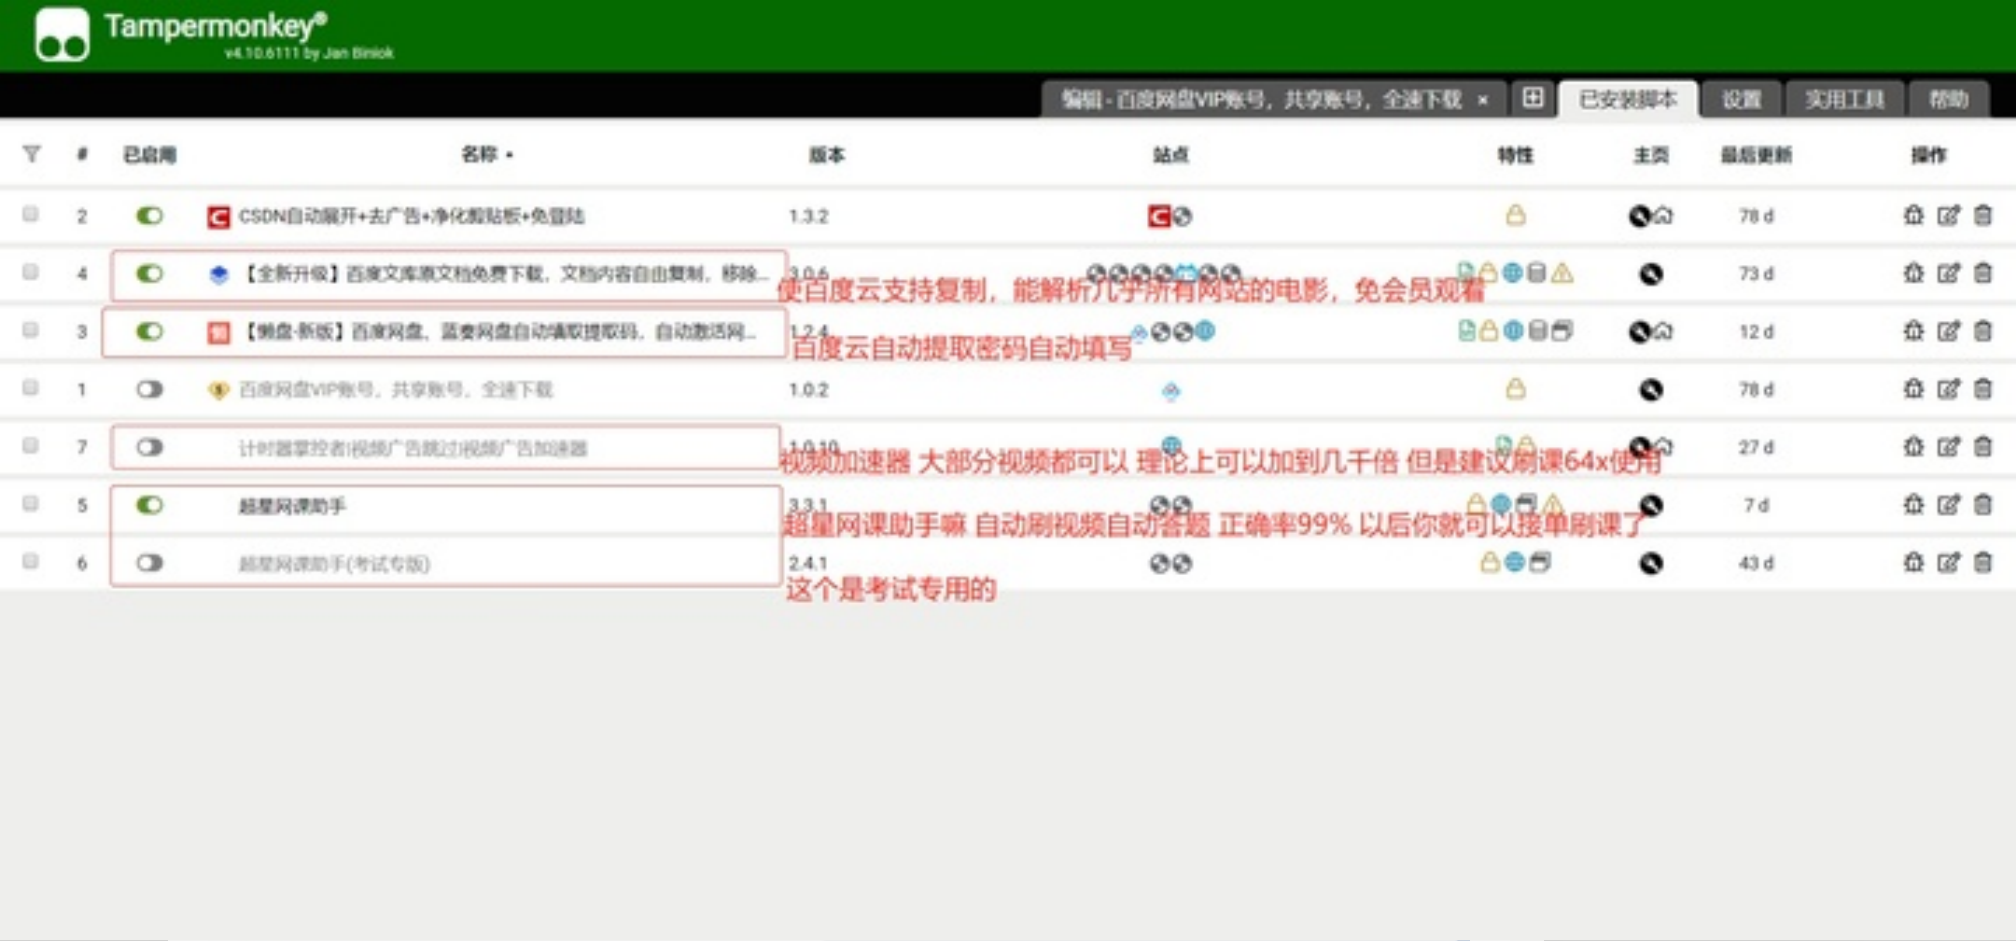 Tampermonkey®
v4.10.6111 by Jan Biniok
编辑 - 百度网盘VIP账号，共享账号，全速下载 × 已安装脚本 设置 实用工具 帮助
# 已启用 名称 版本 站点 特性 主页 最后更新 操作
2 CSDN自动展开+去广告+净化剪贴板+免登陆 1.3.2 78 d
4 【全新升级】百度文库原文档免费下载，文档内容自由复制，移除... 3.0.6 73 d
使百度云支持复制，能解析几乎所有网站的电影，免会员观看
3 【懒盘·新版】百度网盘、蓝奏网盘自动填取提取码，自动激活网... 1.2.4 12 d
百度云自动提取密码自动填写
1 百度网盘VIP账号，共享账号，全速下载 1.0.2 78 d
7 计时器掌控者|视频广告跳过|视频广告加速器 1.0.10 27 d
视频加速器 大部分视频都可以 理论上可以加到几千倍 但是建议刷课64x使用
5 超星网课助手 3.3.1 7 d
超星网课助手嘛 自动刷视频自动答题 正确率99% 以后你就可以接单刷课了
6 超星网课助手(考试专版) 2.4.1 43 d
这个是考试专用的